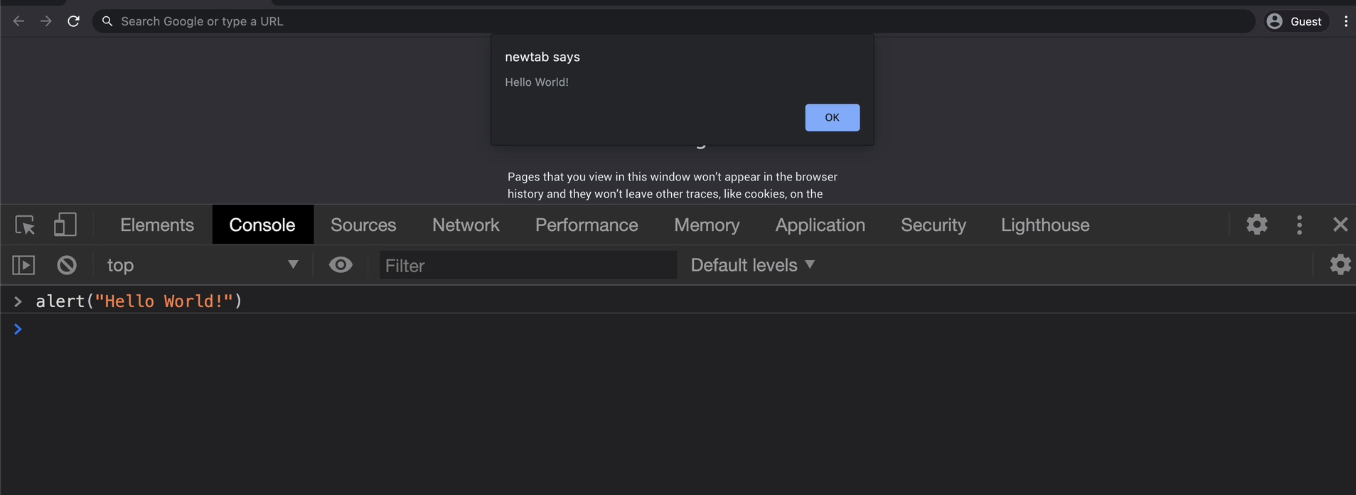 Search Google or type a URL
Guest
newtab says
Hello World!
OK
Pages that you view in this window won't appear in the browser
history and they won't leave other traces, like cookies, on the
Elements Console Sources Network Performance Memory Application Security Lighthouse
top Filter Default levels
> alert("Hello World!")
>